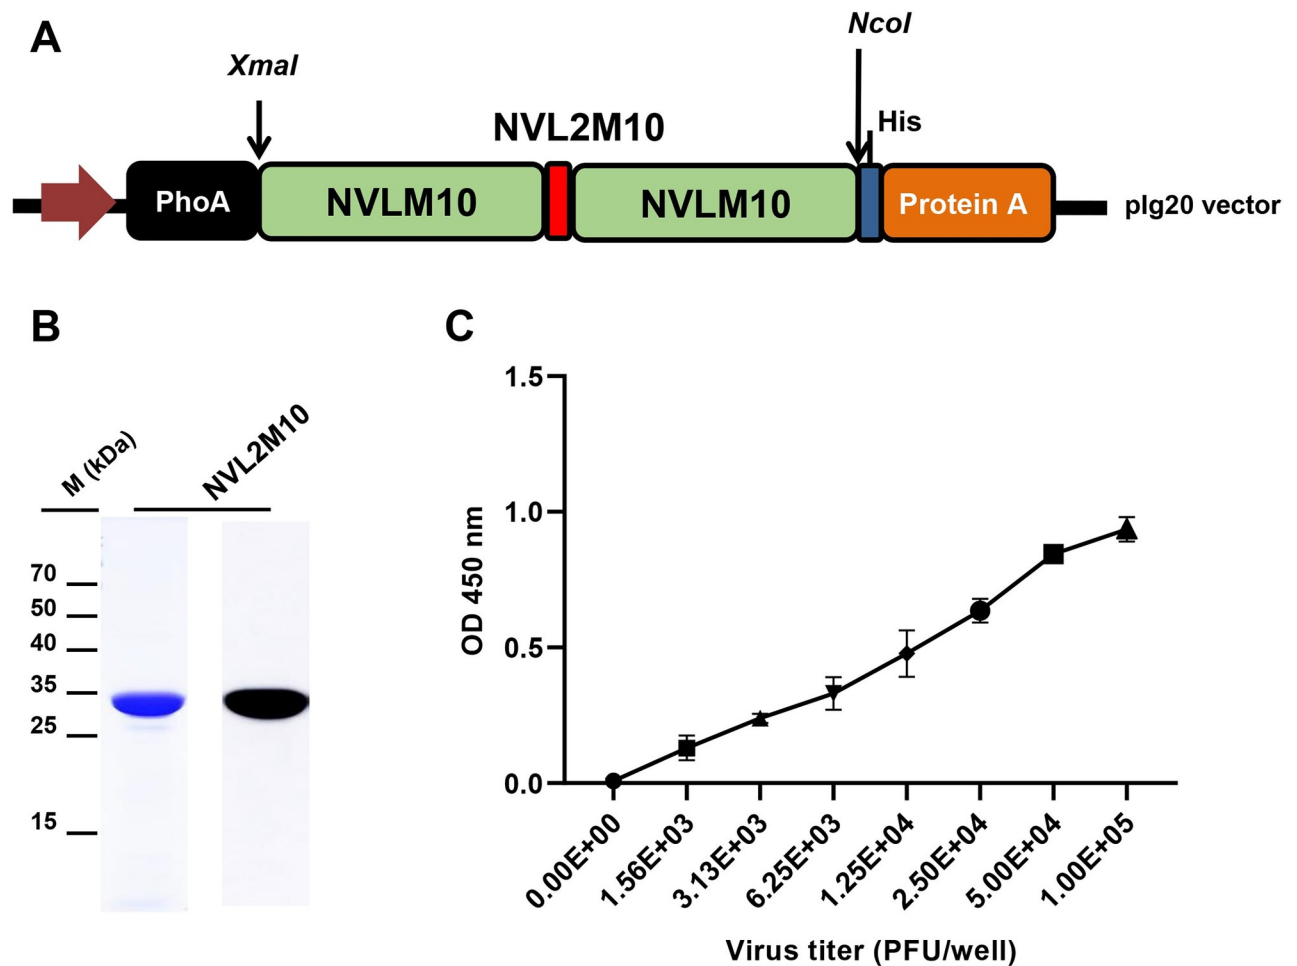 A
XmaI
NcoI
NVL2M10
His
PhoA
NVLM10
NVLM10
Protein A
pIg20 vector
B
M (kDa)
NVL2M10
70
50
40
35
25
15
C
OD 450 nm
1.5
1.0
0.5
0.0
0.00E+00
1.56E+03
3.13E+03
6.25E+03
1.25E+04
2.50E+04
5.00E+04
1.00E+05
Virus titer (PFU/well)